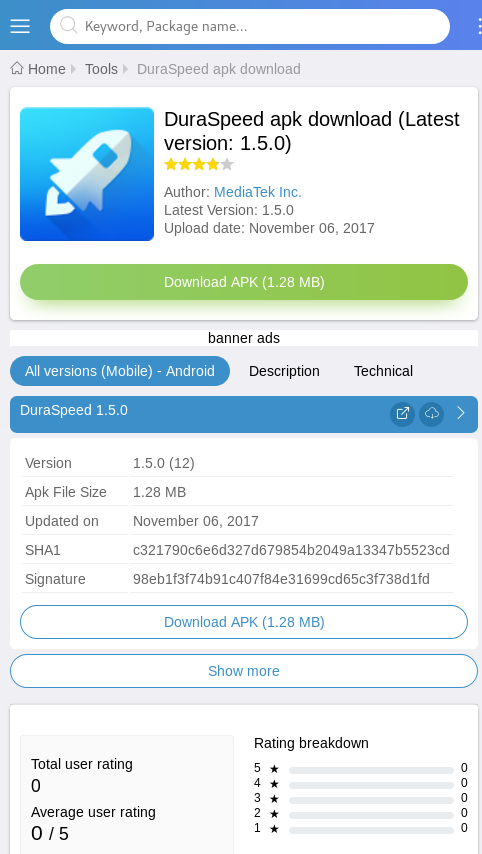 Keyword, Package name...
Home Tools DuraSpeed apk download
DuraSpeed apk download (Latest
version: 1.5.0)
Author: MediaTek Inc.
Latest Version: 1.5.0
Upload date: November 06, 2017
Download APK (1.28 MB)
banner ads
All versions (Mobile) - Android Description Technical
DuraSpeed 1.5.0
Version 1.5.0 (12)
Apk File Size 1.28 MB
Updated on November 06, 2017
SHA1 c321790c6e6d327d679854b2049a13347b5523cd
Signature 98eb1f3f74b91c407f84e31699cd65c3f738d1fd
Download APK (1.28 MB)
Show more
Total user rating
0
Average user rating
0 / 5
Rating breakdown
5 ★ 0
4 ★ 0
3 ★ 0
2 ★ 0
1 ★ 0